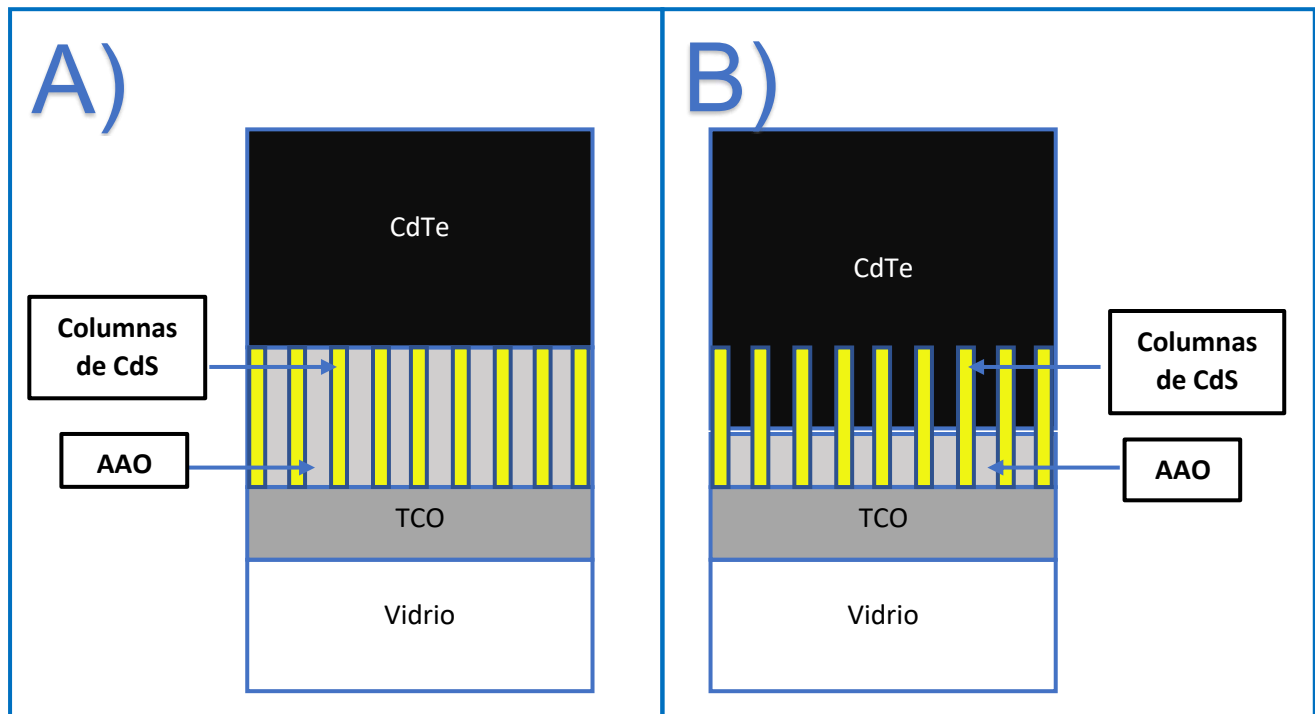 A)
CdTe
Columnas
de CdS
AAO
TCO
Vidrio
B)
CdTe
Columnas
de CdS
AAO
TCO
Vidrio